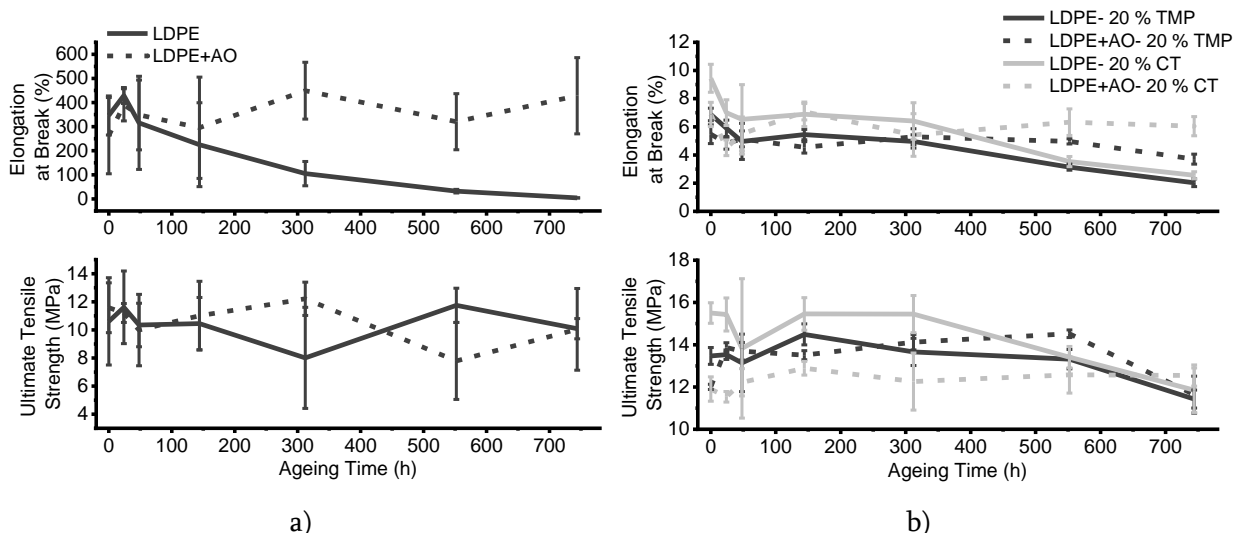 LDPE
LDPE+AO
600
500
400
300
200
100
0
Elongation
at Break (%)
0 100 200 300 400 500 600 700
14
12
10
8
6
4
Ultimate Tensile
Strength (MPa)
0 100 200 300 400 500 600 700
Ageing Time (h)
a)
LDPE- 20 % TMP
LDPE+AO- 20 % TMP
LDPE- 20 % CT
LDPE+AO- 20% CT
12
10
8
6
4
2
0
Elongation
at Break (%)
0 100 200 300 400 500 600 700
18
16
14
12
10
Ultimate Tensile
Strength (MPa)
0 100 200 300 400 500 600 700
Ageing Time (h)
b)